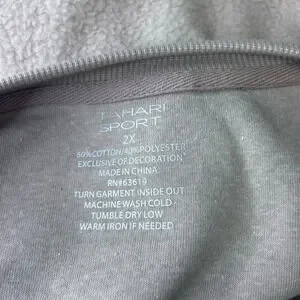 TAHARI
SPORT
2X
60%COTTON/40%POLYESTER
EXCLUSIVE OF DECORATION
MADE IN CHINA
RN#63619
TURN GARMENT INSIDE OUT
MACHINE WASH COLD
TUMBLE DRY LOW
WARM IRON IF NEEDED